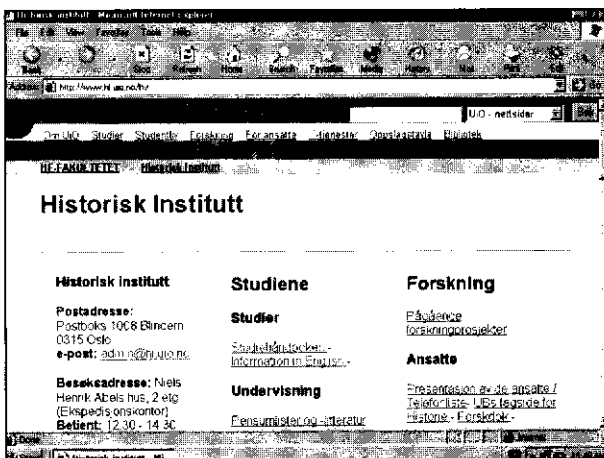 File Edit View Favorites Tools Help
Back Stop Refresh Home Search Favorites Media History Mail Print Edit
Address http://www.hi.uio.no/hi/
UiO - nettsider Søk
Om UiO Studier Studentliv Forskning For ansatte Tjenester Oppslagstavla Bibliotek
HF-FAKULTETET Historisk Institutt
Historisk Institutt
Historisk institutt
Postadresse:
Postboks 1008 Blindern
0315 Oslo
e-post: admin@hi.uio.no
Besøksadresse: Niels
Henrik Abels hus, 2 etg
(Ekspedisjonskontor)
Betjent: 12.30 - 14.30
Studiene
Studier
Studiehåndboken -
Information in English -
Undervisning
Pensumlister og -litteratur
Forskning
Pågående
forskningprosjekter
Ansatte
Presentasjon av de ansatte /
Telefonliste - UBs fagside for
Historie - Forskdok -
Done
Internet